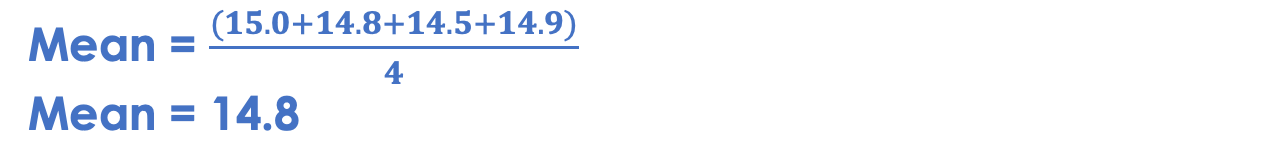 Mean = (15.0+14.8+14.5+14.9)
4
Mean = 14.8